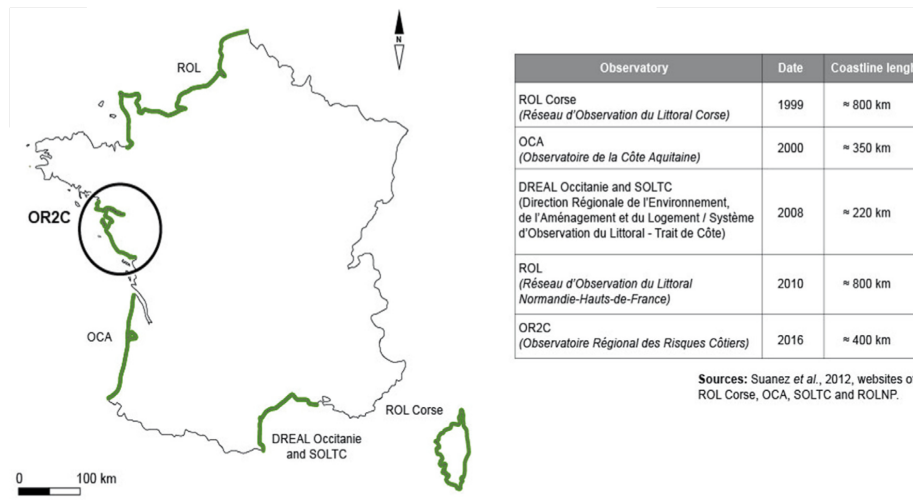 N
ROL
OR2C
OCA
ROL Corse
DREAL Occitanie
and SOLTC
0 100 km
Observatory Date Coastline lengh
ROL Corse
(Réseau d'Observation du Littoral Corse) 1999 ≈ 800 km
OCA
(Observatoire de la Côte Aquitaine) 2000 ≈ 350 km
DREAL Occitanie and SOLTC
(Direction Régionale de l'Environnement,
de l'Aménagement et du Logement / Système
d'Observation du Littoral - Trait de Côte) 2008 ≈ 220 km
ROL
(Réseau d'Observation du Littoral
Normandie-Hauts-de-France) 2010 ≈ 800 km
OR2C
(Observatoire Régional des Risques Côtiers) 2016 ≈ 400 km
Sources: Suanez et al., 2012, websites of
ROL Corse, OCA, SOLTC and ROLNP.